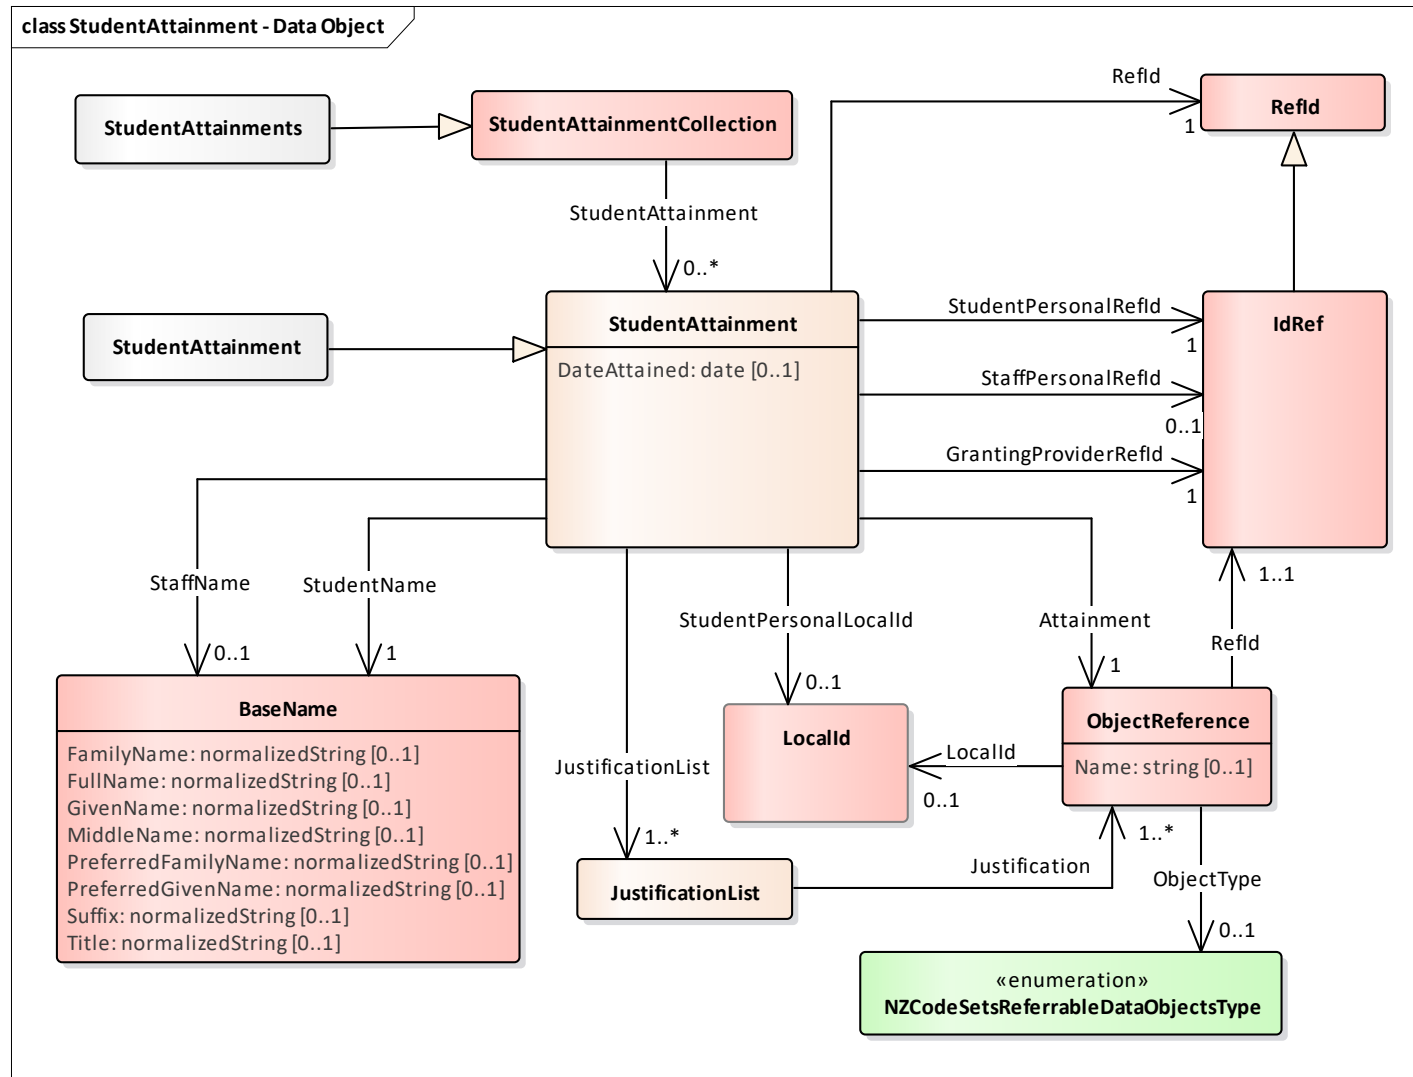 class StudentAttainment - Data Object
RefId
1
RefId
StudentAttainments
StudentAttainmentCollection
StudentAttainment
0..*
StudentAttainment
StudentAttainment
DateAttained: date [0..1]
StudentPersonalRefId
1
StaffPersonalRefId
0..1
GrantingProviderRefId
1
IdRef
StaffName
0..1
StudentName
1
StudentPersonalLocalId
0..1
Attainment
1
1..1
RefId
BaseName
FamilyName: normalizedString [0..1]
FullName: normalizedString [0..1]
GivenName: normalizedString [0..1]
MiddleName: normalizedString [0..1]
PreferredFamilyName: normalizedString [0..1]
PreferredGivenName: normalizedString [0..1]
Suffix: normalizedString [0..1]
Title: normalizedString [0..1]
JustificationList
1..*
LocalId
LocalId
0..1
ObjectReference
Name: string [0..1]
JustificationList
Justification
1..*
ObjectType
0..1
«enumeration»
NZCodeSetsReferrableDataObjectsType